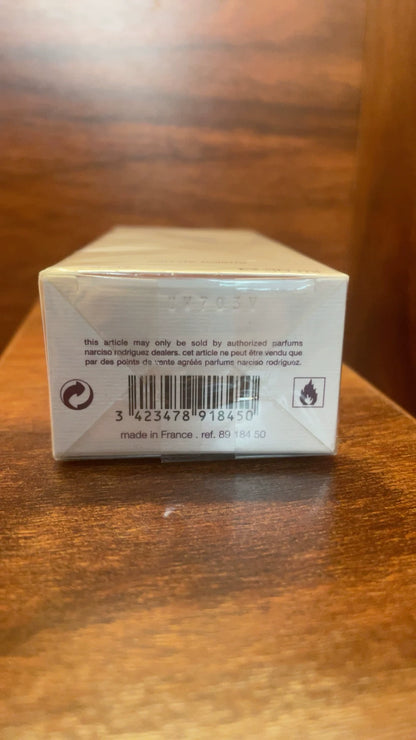 this article may only be sold by authorized parfums
narciso rodriguez dealers. cet article ne peut être vendu que
par des points de vente agréés parfums narciso rodriguez.
3 423478 918450
made in France . ref. 89 184 50